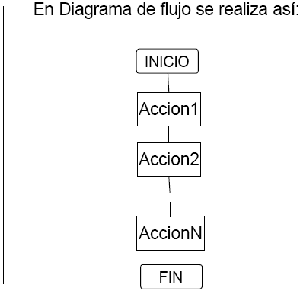 En Diagrama de flujo se realiza así:
INICIO
Accion1
Accion2
AccionN
FIN